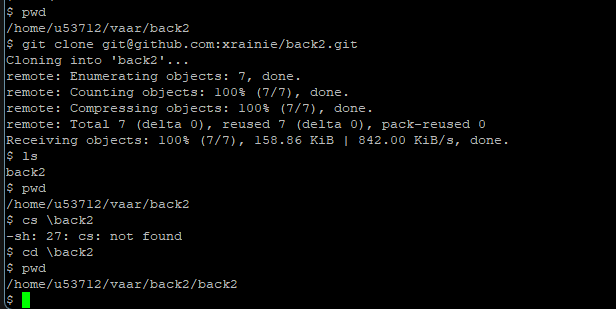 $ pwd
/home/u53712/vaar/back2
$ git clone git@github.com:xrainie/back2.git
Cloning into 'back2'...
remote: Enumerating objects: 7, done.
remote: Counting objects: 100% (7/7), done.
remote: Compressing objects: 100% (7/7), done.
remote: Total 7 (delta 0), reused 7 (delta 0), pack-reused 0
Receiving objects: 100% (7/7), 158.86 KiB | 842.00 KiB/s, done.
$ ls
back2
$ pwd
/home/u53712/vaar/back2
$ cs \back2
-sh: 27: cs: not found
$ cd \back2
$ pwd
/home/u53712/vaar/back2/back2
$